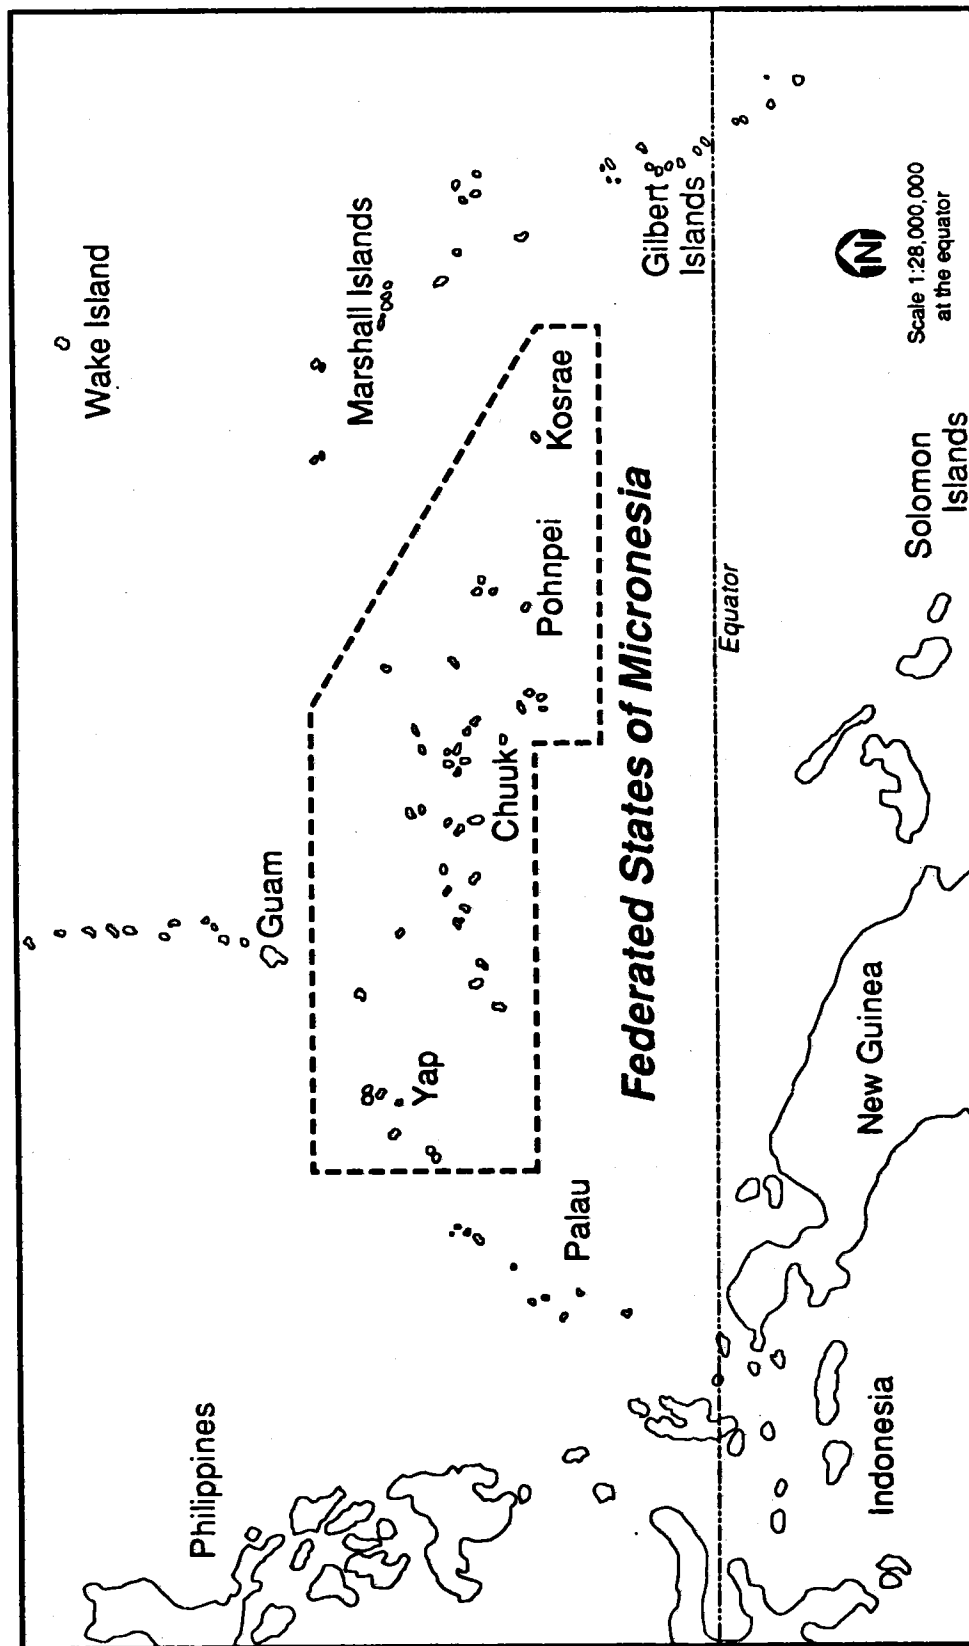 Wake Island
Marshall Islands
Guam
Philippines
Yap
Chuuk
Pohnpei
Kosrae
Palau
Gilbert
Islands
Federated States of Micronesia
Equator
N
Scale 1:28,000,000
at the equator
Solomon
Islands
New Guinea
Indonesia